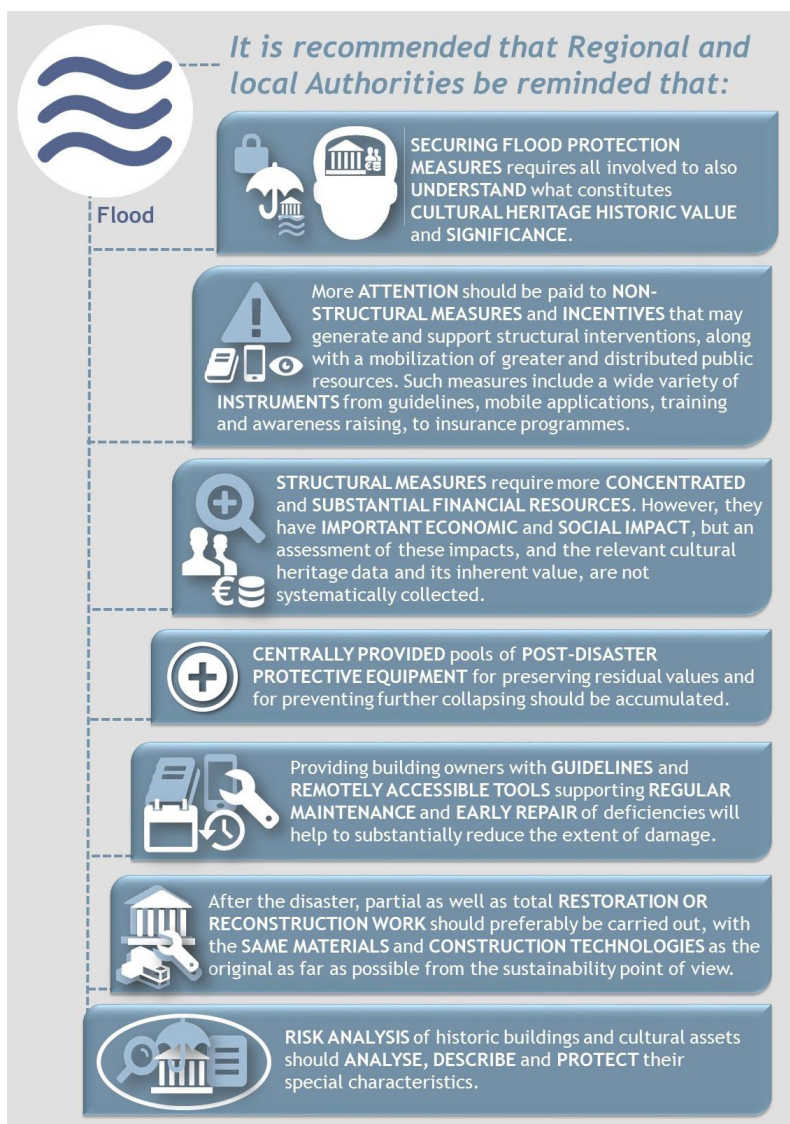 It is recommended that Regional and
local Authorities be reminded that:
Flood
SECURING FLOOD PROTECTION
MEASURES requires all involved to also
UNDERSTAND what constitutes
CULTURAL HERITAGE HISTORIC VALUE
and SIGNIFICANCE.
More ATTENTION should be paid to NON-
STRUCTURAL MEASURES and INCENTIVES that may
generate and support structural interventions, along
with a mobilization of greater and distributed public
resources. Such measures include a wide variety of
INSTRUMENTS from guidelines, mobile applications, training
and awareness raising, to insurance programmes.
STRUCTURAL MEASURES require more CONCENTRATED
and SUBSTANTIAL FINANCIAL RESOURCES. However, they
have IMPORTANT ECONOMIC and SOCIAL IMPACT, but an
assessment of these impacts, and the relevant cultural
heritage data and its inherent value, are not
systematically collected.
€
CENTRALLY PROVIDED pools of POST-DISASTER
PROTECTIVE EQUIPMENT for preserving residual values and
for preventing further collapsing should be accumulated.
Providing building owners with GUIDELINES and
REMOTELY ACCESSIBLE TOOLS supporting REGULAR
MAINTENANCE and EARLY REPAIR of deficiencies will
help to substantially reduce the extent of damage.
After the disaster, partial as well as total RESTORATION OR
RECONSTRUCTION WORK should preferably be carried out, with
the SAME MATERIALS and CONSTRUCTION TECHNOLOGIES as the
original as far as possible from the sustainability point of view.
RISK ANALYSIS of historic buildings and cultural assets
should ANALYSE, DESCRIBE and PROTECT their
special characteristics.